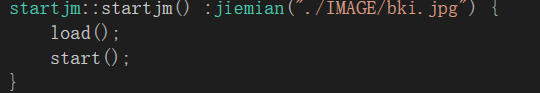 startjm::startjm() :jiemian("./IMAGE/bki.jpg") {
    load();
    start();
}